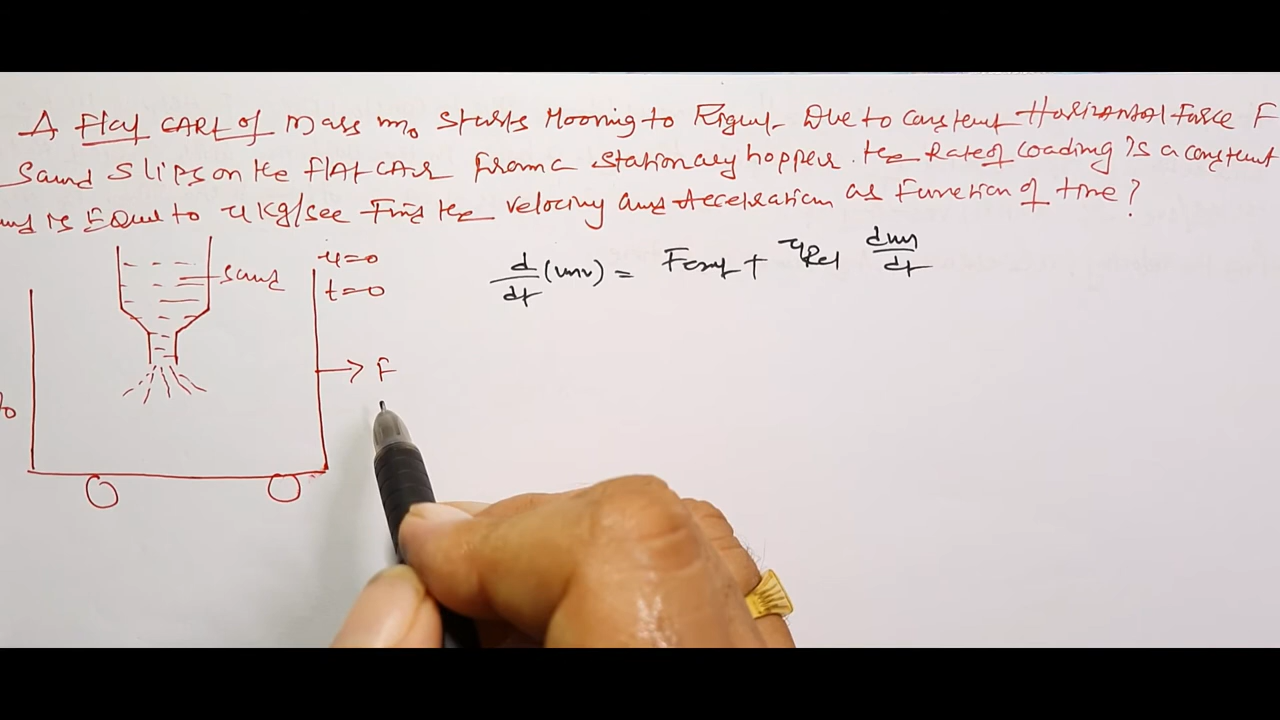 A Flat CART of Mass m₀ starts Mooving to Right Due to constant Horizontal Force F
Sand slips on the flat car from a stationary hopper. the Rate of loading is a constant
and is Equal to μ kg/sec Find the velocity and Acceleration as Function of time?
sand
u=0
t=0
d/dt (mv) = Fext + vRel dm/dt
F